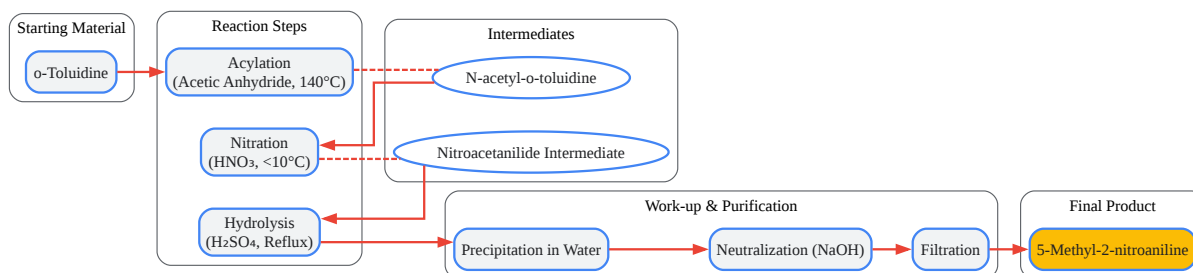 Starting Material
o-Toluidine
Reaction Steps
Acylation
(Acetic Anhydride, 140°C)
Nitration
(HNO₃, <10°C)
Hydrolysis
(H₂SO₄, Reflux)
Intermediates
N-acetyl-o-toluidine
Nitroacetanilide Intermediate
Work-up & Purification
Precipitation in Water
Neutralization (NaOH)
Filtration
Final Product
5-Methyl-2-nitroaniline